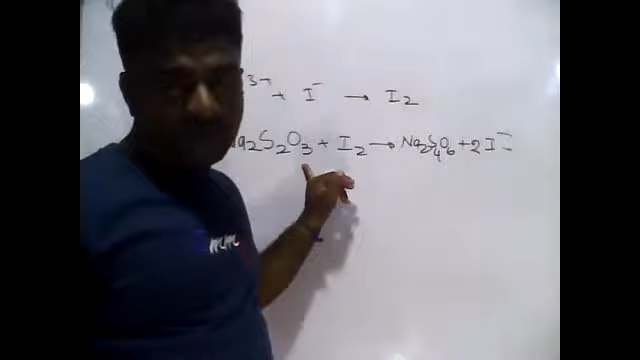 3- + I⁻ → I2
Na2S2O3 + I2 → Na2S4O6 + 2I⁻